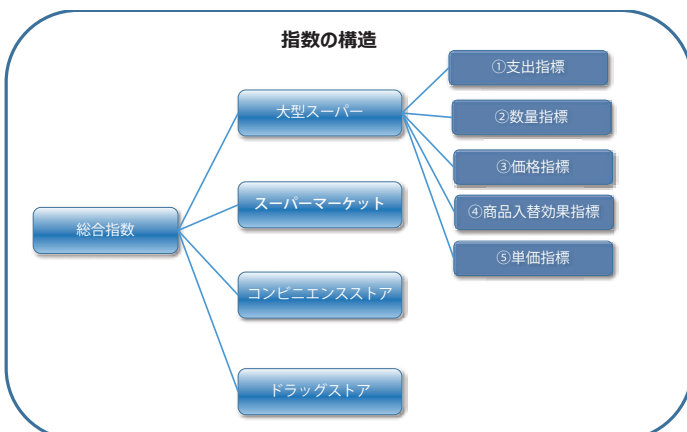 指数の構造
総合指数
大型スーパー
スーパーマーケット
コンビニエンスストア
ドラッグストア
①支出指標
②数量指標
③価格指標
④商品入替効果指標
⑤単価指標